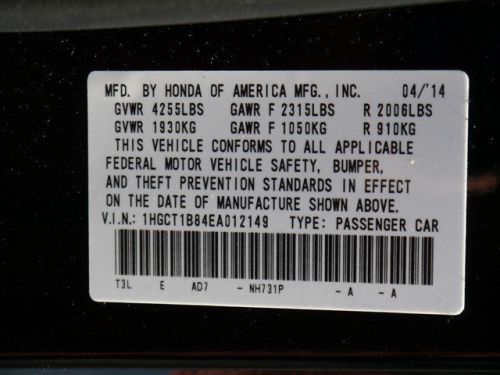 MFD. BY HONDA OF AMERICA MFG., INC. 04/'14
GVWR 4255LBS GAWR F 2315LBS R 2006LBS
GVWR 1930KG GAWR F 1050KG R 910KG
THIS VEHICLE CONFORMS TO ALL APPLICABLE
FEDERAL MOTOR VEHICLE SAFETY, BUMPER,
AND THEFT PREVENTION STANDARDS IN EFFECT
ON THE DATE OF MANUFACTURE SHOWN ABOVE.
V.I.N.: 1HGCT1B84EA012149 TYPE: PASSENGER CAR
T3L E AD7 - NH731P - A - A